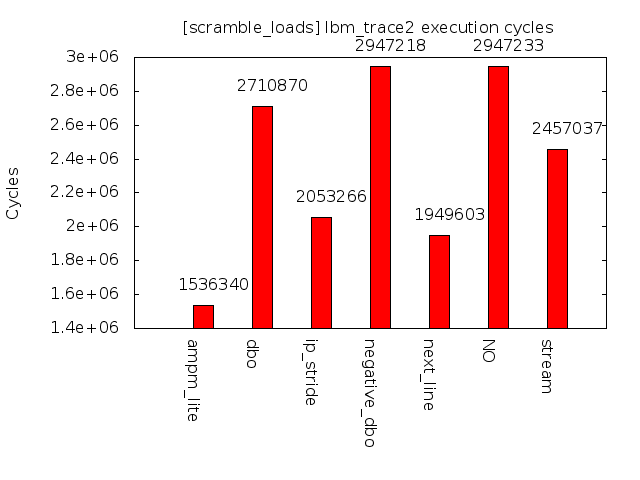 [scramble_loads] lbm_trace2 execution cycles
2947218
2947233
3e+06
2.8e+06
2710870
2.6e+06
2457037
2.4e+06
2.2e+06
2053266
2e+06
1949603
1.8e+06
1.6e+06
1536340
1.4e+06
Cycles
ampm_lite
dbo
ip_stride
negative_dbo
next_line
NO
stream